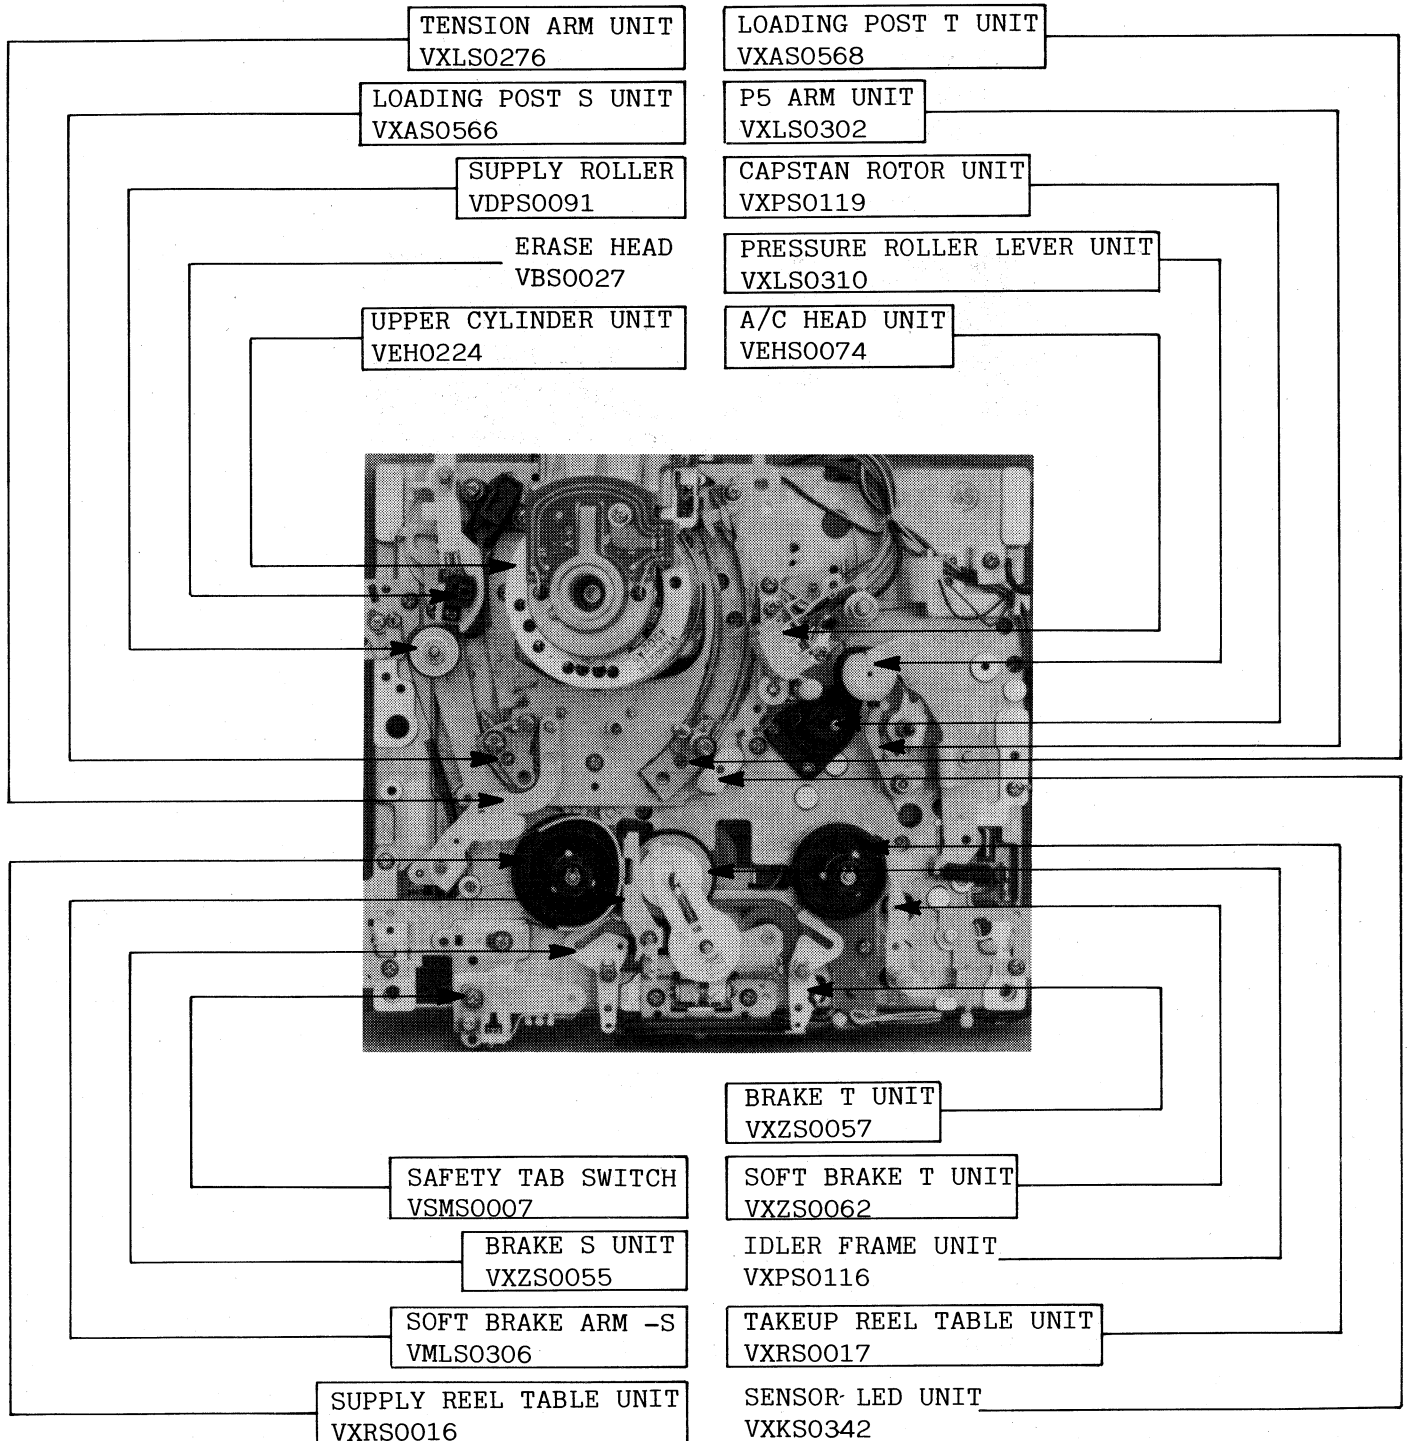 TENSION ARM UNIT
VXLS0276
LOADING POST S UNIT
VXAS0566
SUPPLY ROLLER
VDPS0091
ERASE HEAD
VBS0027
UPPER CYLINDER UNIT
VEH0224
LOADING POST T UNIT
VXAS0568
P5 ARM UNIT
VXLS0302
CAPSTAN ROTOR UNIT
VXPS0119
PRESSURE ROLLER LEVER UNIT
VXLS0310
A/C HEAD UNIT
VEHS0074
SAFETY TAB SWITCH
VSMS0007
BRAKE S UNIT
VXZS0055
SOFT BRAKE ARM -S
VMLS0306
SUPPLY REEL TABLE UNIT
VXRS0016
BRAKE T UNIT
VXZS0057
SOFT BRAKE T UNIT
VXZS0062
IDLER FRAME UNIT
VXPS0116
TAKEUP REEL TABLE UNIT
VXRS0017
SENSOR LED UNIT
VXKS0342